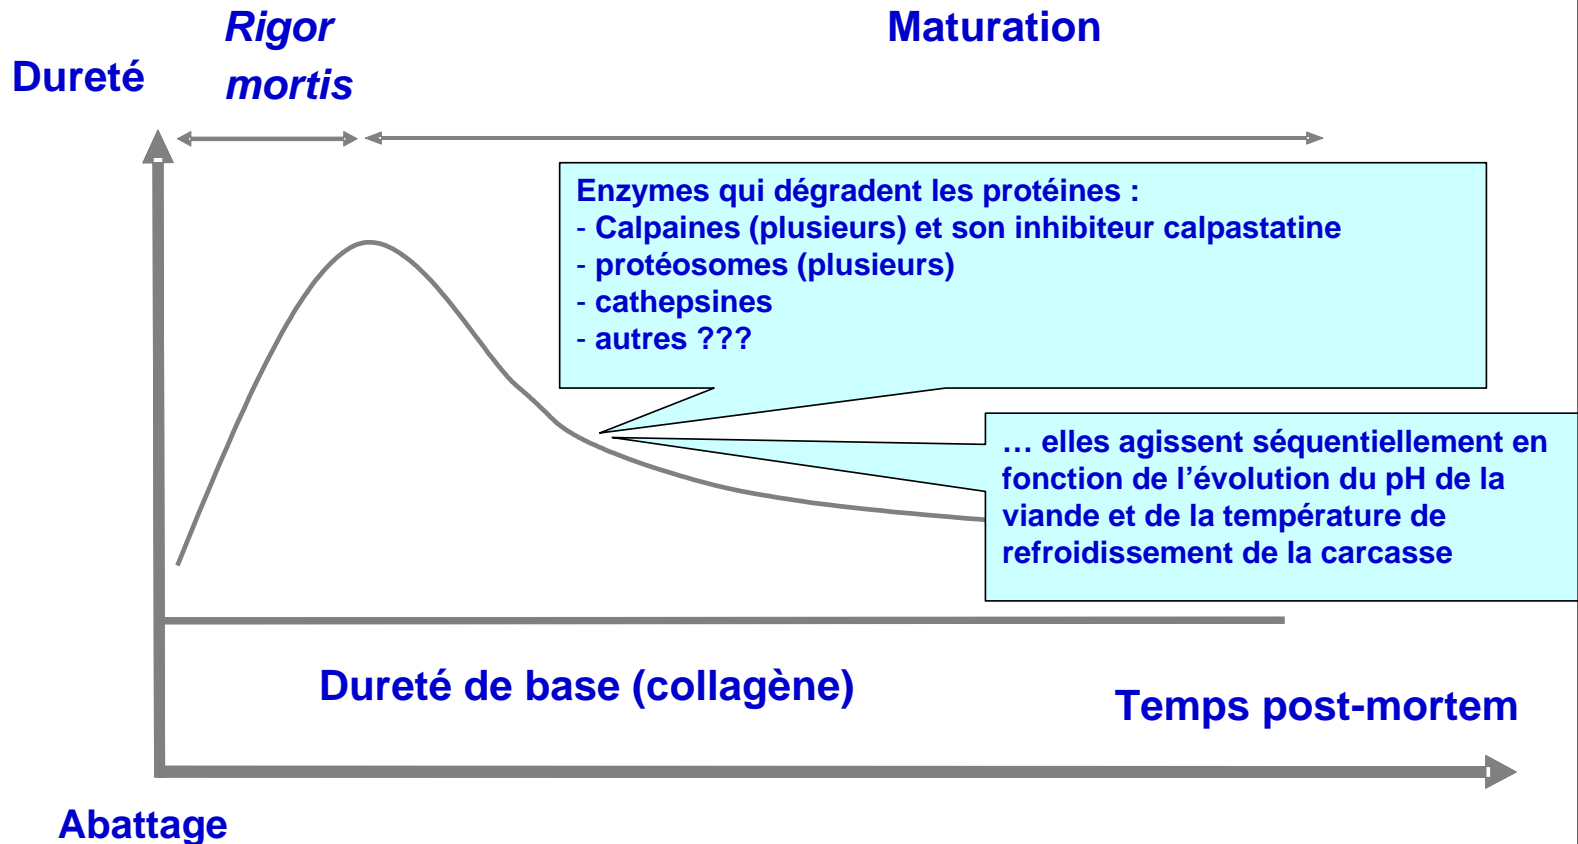 Rigor
mortis
Maturation
Dureté
Enzymes qui dégradent les protéines :
- Calpaines (plusieurs) et son inhibiteur calpastatine
- protéosomes (plusieurs)
- cathepsines
- autres ???
… elles agissent séquentiellement en
fonction de l’évolution du pH de la
viande et de la température de
refroidissement de la carcasse
Dureté de base (collagène)
Temps post-mortem
Abattage